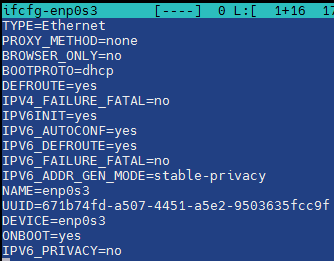 ifcfg-enp0s3 [----] 0 L:[ 1+16 17
TYPE=Ethernet
PROXY_METHOD=none
BROWSER_ONLY=no
BOOTPROTO=dhcp
DEFROUTE=yes
IPV4_FAILURE_FATAL=no
IPV6INIT=yes
IPV6_AUTOCONF=yes
IPV6_DEFROUTE=yes
IPV6_FAILURE_FATAL=no
IPV6_ADDR_GEN_MODE=stable-privacy
NAME=enp0s3
UUID=671b74fd-a507-4451-a5e2-9503635fcc9f
DEVICE=enp0s3
ONBOOT=yes
IPV6_PRIVACY=no